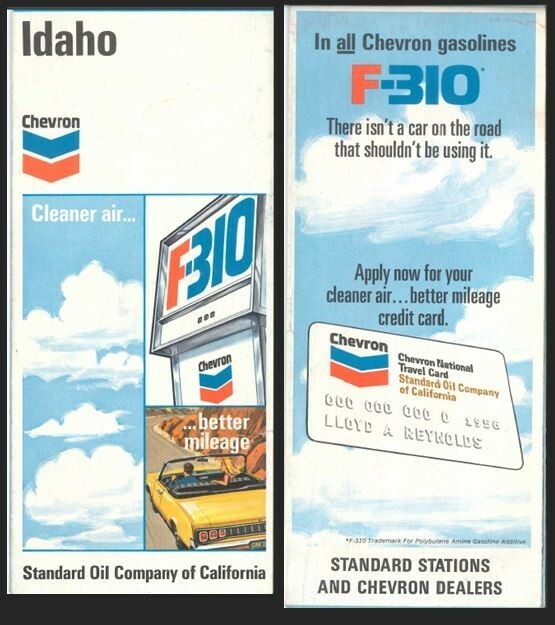 Idaho
Chevron
Cleaner air...
F-310
Chevron
...better
mileage
Standard Oil Company of California
In all Chevron gasolines
F-310*
There isn't a car on the road
that shouldn't be using it.
Apply now for your
cleaner air...better mileage
credit card.
Chevron
Chevron National
Travel Card
Standard Oil Company
of California
000 000 000 0 1956
LLOYD A REYNOLDS
*F-310 Trademark For Polybutene Amine Gasoline Additive
STANDARD STATIONS
AND CHEVRON DEALERS